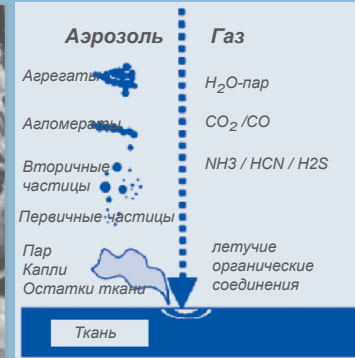 Аэрозоль
Агрегаты
Агломераты
Вторичные
частицы
Первичные частицы
Пар
Капли
Остатки ткани
Газ
H2O-пар
CO2 /CO
NH3 / HCN / H2S
летучие
органические
соединения
Ткань